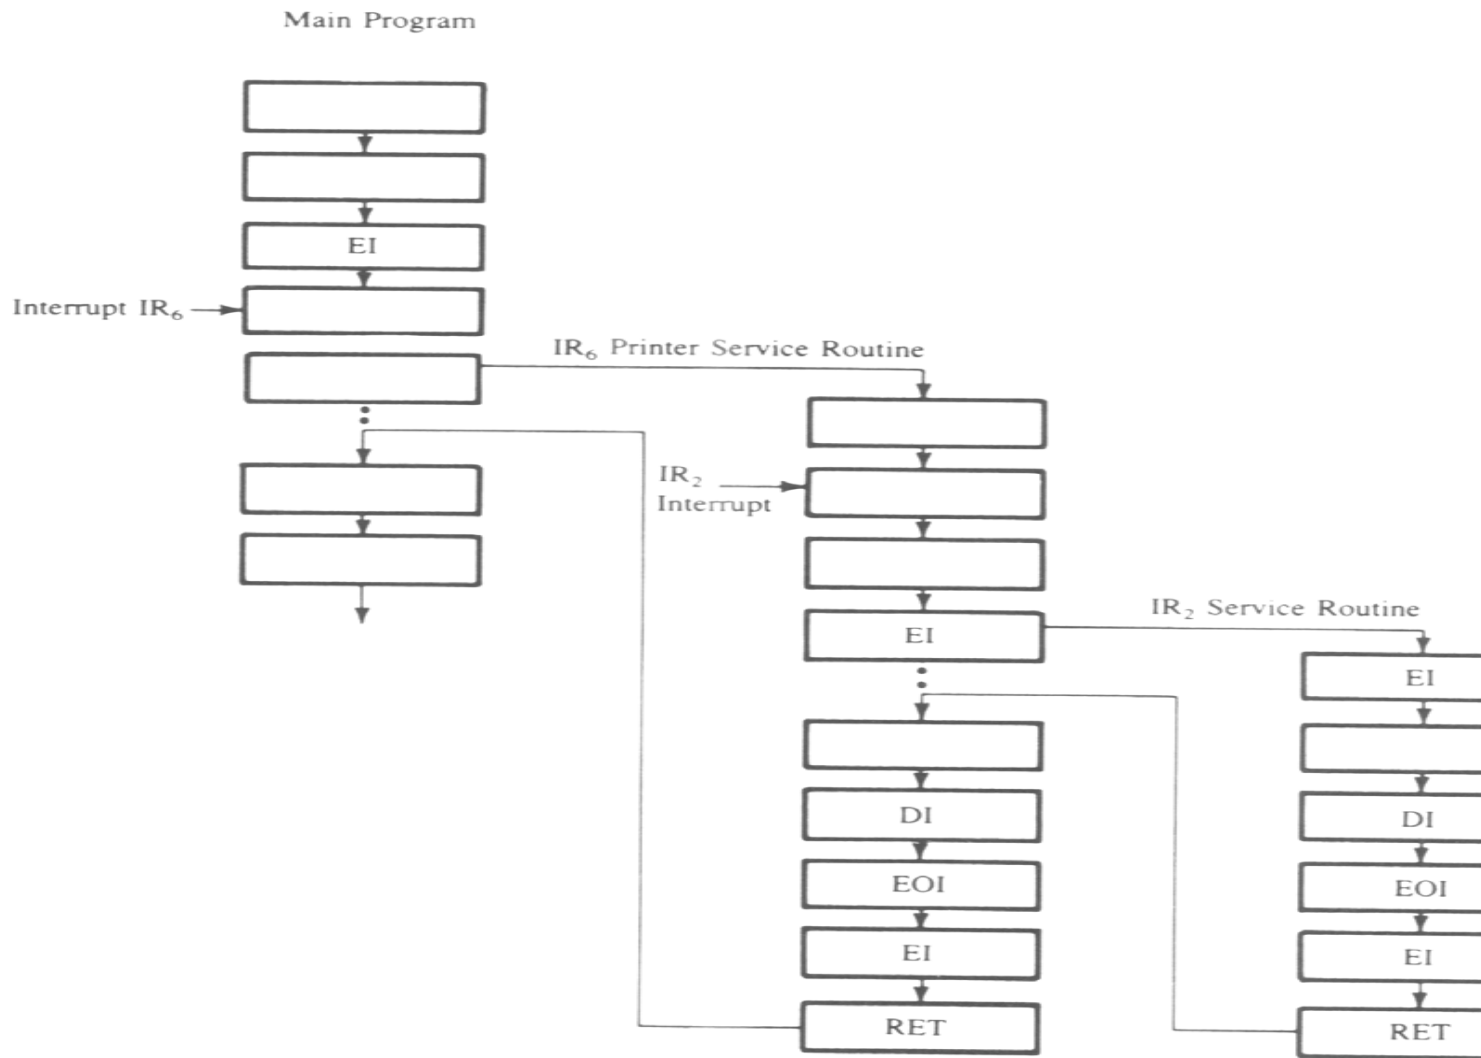 Main Program
EI
Interrupt IR₆
IR₆ Printer Service Routine
IR₂
Interrupt
EI
IR₂ Service Routine
EI
DI
DI
EOI
EOI
EI
EI
RET
RET